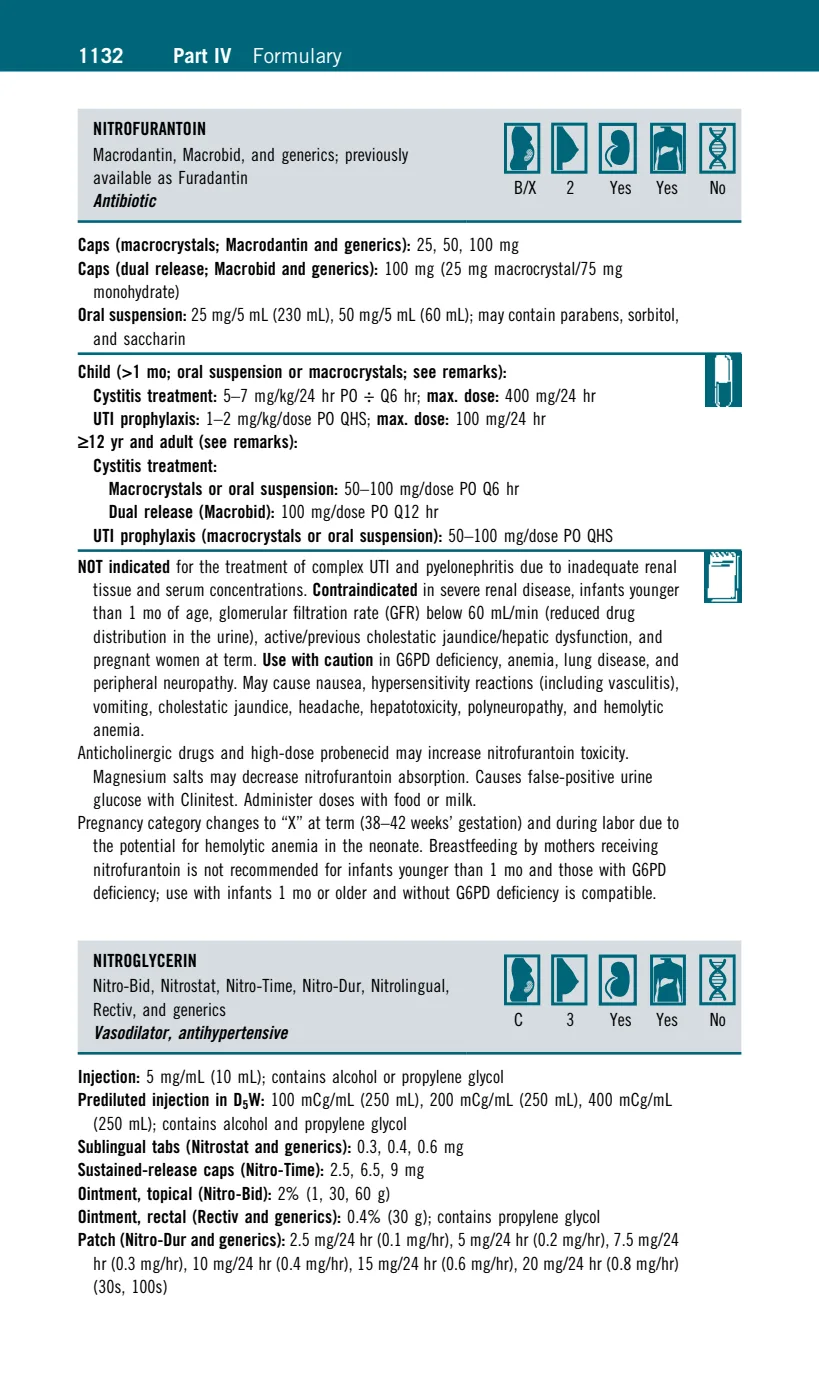 1132 Part IV Formulary
NITROFURANTOIN
Macrodantin, Macrobid, and generics; previously
available as Furadantin
Antibiotic
B/X 2 Yes Yes No
Caps (macrocrystals; Macrodantin and generics): 25, 50, 100 mg
Caps (dual release; Macrobid and generics): 100 mg (25 mg macrocrystal/75 mg
monohydrate)
Oral suspension: 25 mg/5 mL (230 mL), 50 mg/5 mL (60 mL); may contain parabens, sorbitol,
and saccharin
Child (>1 mo; oral suspension or macrocrystals; see remarks):
Cystitis treatment: 5–7 mg/kg/24 hr PO ÷ Q6 hr; max. dose: 400 mg/24 hr
UTI prophylaxis: 1–2 mg/kg/dose PO QHS; max. dose: 100 mg/24 hr
≥12 yr and adult (see remarks):
Cystitis treatment:
Macrocrystals or oral suspension: 50–100 mg/dose PO Q6 hr
Dual release (Macrobid): 100 mg/dose PO Q12 hr
UTI prophylaxis (macrocrystals or oral suspension): 50–100 mg/dose PO QHS
NOT indicated for the treatment of complex UTI and pyelonephritis due to inadequate renal
tissue and serum concentrations. Contraindicated in severe renal disease, infants younger
than 1 mo of age, glomerular filtration rate (GFR) below 60 mL/min (reduced drug
distribution in the urine), active/previous cholestatic jaundice/hepatic dysfunction, and
pregnant women at term. Use with caution in G6PD deficiency, anemia, lung disease, and
peripheral neuropathy. May cause nausea, hypersensitivity reactions (including vasculitis),
vomiting, cholestatic jaundice, headache, hepatotoxicity, polyneuropathy, and hemolytic
anemia.
Anticholinergic drugs and high-dose probenecid may increase nitrofurantoin toxicity.
Magnesium salts may decrease nitrofurantoin absorption. Causes false-positive urine
glucose with Clinitest. Administer doses with food or milk.
Pregnancy category changes to “X” at term (38–42 weeks’ gestation) and during labor due to
the potential for hemolytic anemia in the neonate. Breastfeeding by mothers receiving
nitrofurantoin is not recommended for infants younger than 1 mo and those with G6PD
deficiency; use with infants 1 mo or older and without G6PD deficiency is compatible.
NITROGLYCERIN
Nitro-Bid, Nitrostat, Nitro-Time, Nitro-Dur, Nitrolingual,
Rectiv, and generics
Vasodilator, antihypertensive
C 3 Yes Yes No
Injection: 5 mg/mL (10 mL); contains alcohol or propylene glycol
Prediluted injection in D₅W: 100 mCg/mL (250 mL), 200 mCg/mL (250 mL), 400 mCg/mL
(250 mL); contains alcohol and propylene glycol
Sublingual tabs (Nitrostat and generics): 0.3, 0.4, 0.6 mg
Sustained-release caps (Nitro-Time): 2.5, 6.5, 9 mg
Ointment, topical (Nitro-Bid): 2% (1, 30, 60 g)
Ointment, rectal (Rectiv and generics): 0.4% (30 g); contains propylene glycol
Patch (Nitro-Dur and generics): 2.5 mg/24 hr (0.1 mg/hr), 5 mg/24 hr (0.2 mg/hr), 7.5 mg/24
hr (0.3 mg/hr), 10 mg/24 hr (0.4 mg/hr), 15 mg/24 hr (0.6 mg/hr), 20 mg/24 hr (0.8 mg/hr)
(30s, 100s)